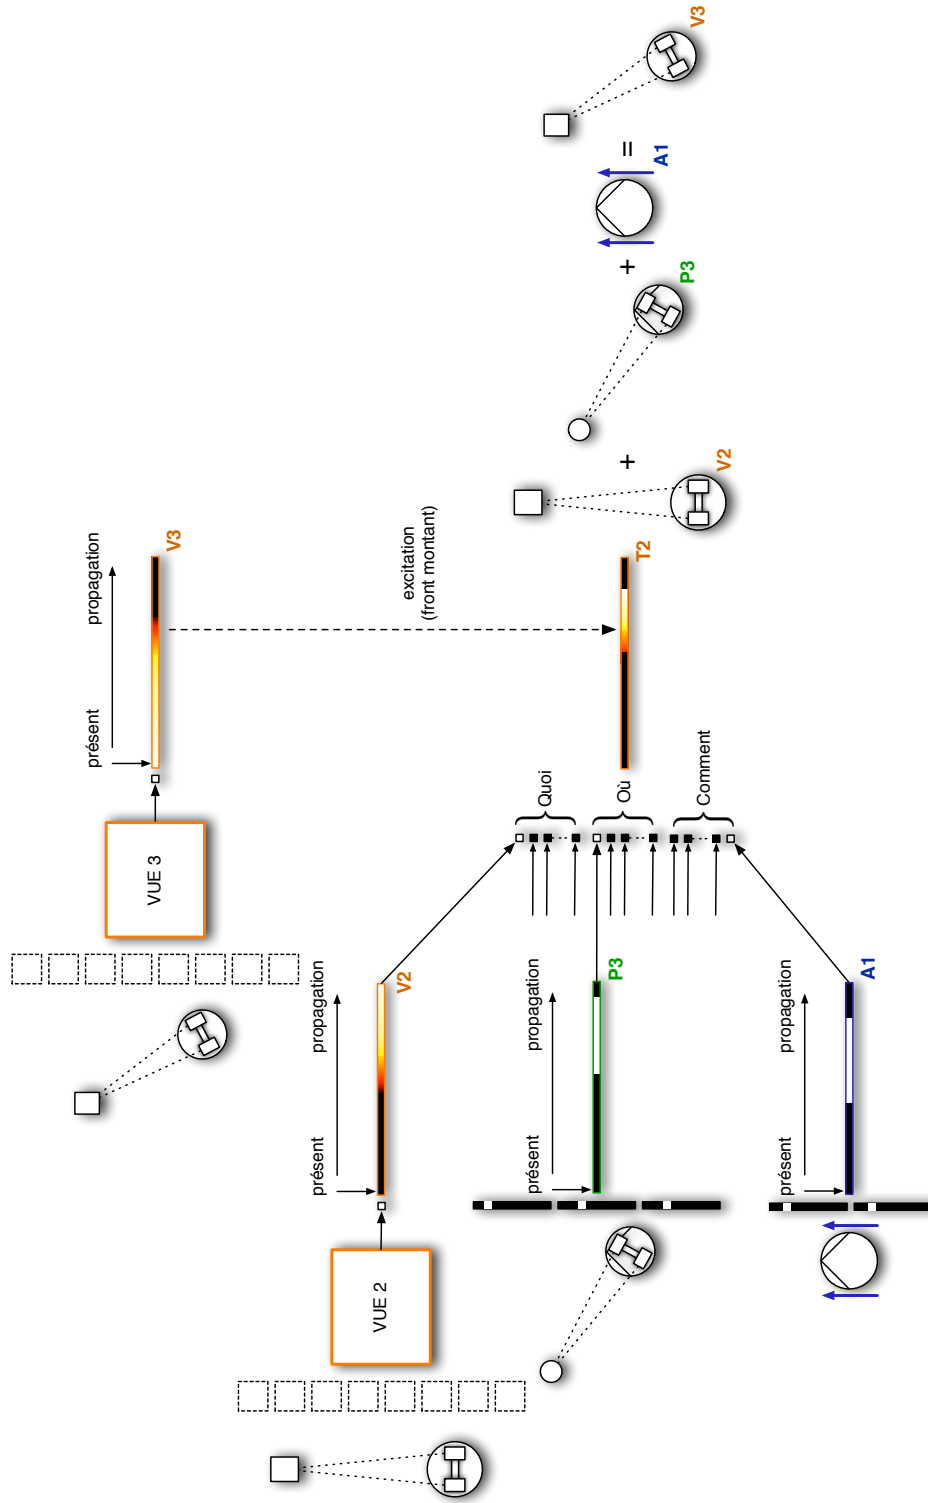 présent propagation
VUE 3
V3
présent propagation
VUE 2
V2
excitation
(front montant)
présent propagation
Quoi
P3
Où
T2
V2
+
P3
+
A1
=
V3
Comment
présent propagation
A1